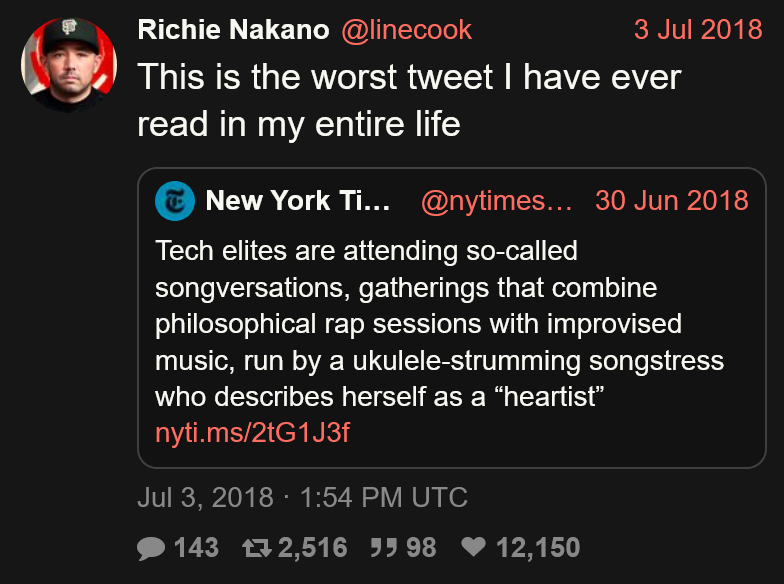 Richie Nakano @linecook 3 Jul 2018
This is the worst tweet I have ever
read in my entire life
New York Ti... @nytimes... 30 Jun 2018
Tech elites are attending so-called
songversations, gatherings that combine
philosophical rap sessions with improvised
music, run by a ukulele-strumming songstress
who describes herself as a “heartist”
nyti.ms/2tG1J3f
Jul 3, 2018 · 1:54 PM UTC
143 2,516 98 12,150